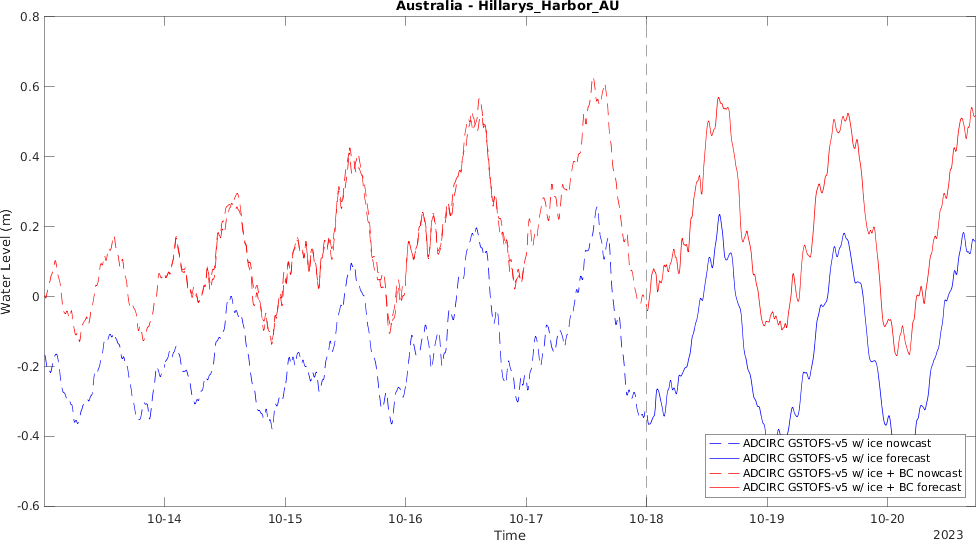 Australia - Hillarys_Harbor_AU
Water Level (m)
0.8
0.6
0.4
0.2
0
-0.2
-0.4
-0.6
ADCIRC GSTOFS-v5 w/ ice nowcast
ADCIRC GSTOFS-v5 w/ ice forecast
ADCIRC GSTOFS-v5 w/ ice + BC nowcast
ADCIRC GSTOFS-v5 w/ ice + BC forecast
10-14 10-15 10-16 10-17 10-18 10-19 10-20
Time
2023